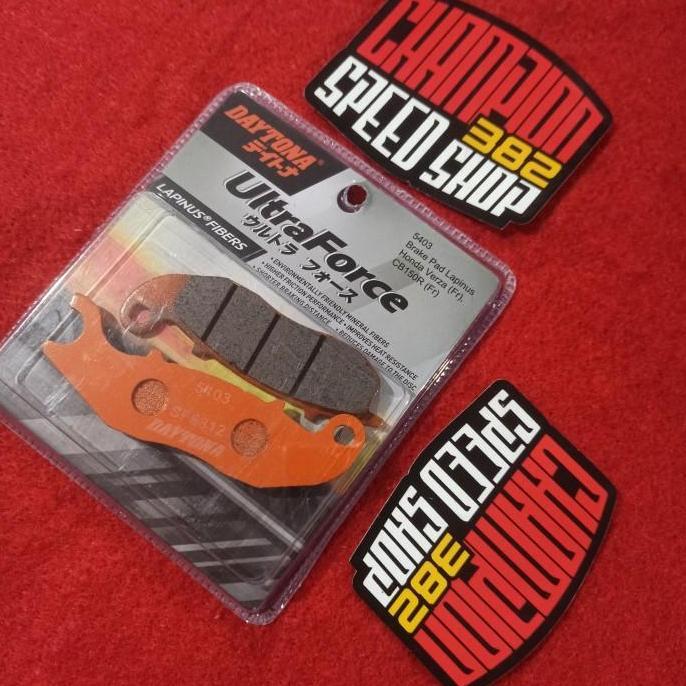 CHAMPION
382
SPEED SHOP
DAYTONA®
デイトナ
LAPINUS® FIBERS
UltraForce
ウルトラ フォース
• ENVIRONMENTALLY FRIENDLY MINERAL FIBERS
• HIGHER FRICTION PERFORMANCE • IMPROVES HEAT RESISTANCE
• SHORTER BRAKING DISTANCE • REDUCES DAMAGE TO THE DISC
5403
Brake Pad Lapinus
Honda Verza (Fr),
CB150R (Fr)
5403
DAYTONA
SPEED SHOP
382
CHAMPION